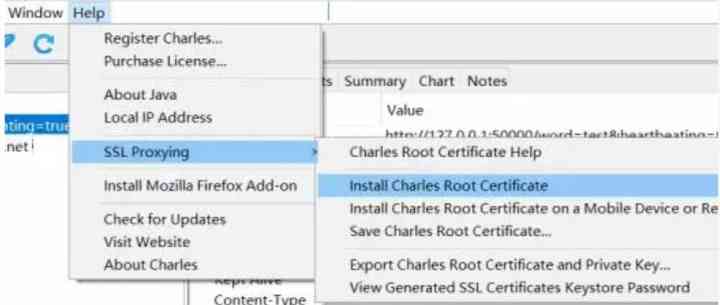 Window Help
Register Charles...
Purchase License...
About Java
Local IP Address
SSL Proxying
Install Mozilla Firefox Add-on
Check for Updates
Visit Website
About Charles
Summary Chart Notes
Value
http://127.0.0.1:50000/word=test&heartbeating=
ating=true
.net
Charles Root Certificate Help
Install Charles Root Certificate
Install Charles Root Certificate on a Mobile Device or Re
Save Charles Root Certificate...
Export Charles Root Certificate and Private Key...
View Generated SSL Certificates Keystore Password
Kept Alive
Content-Type